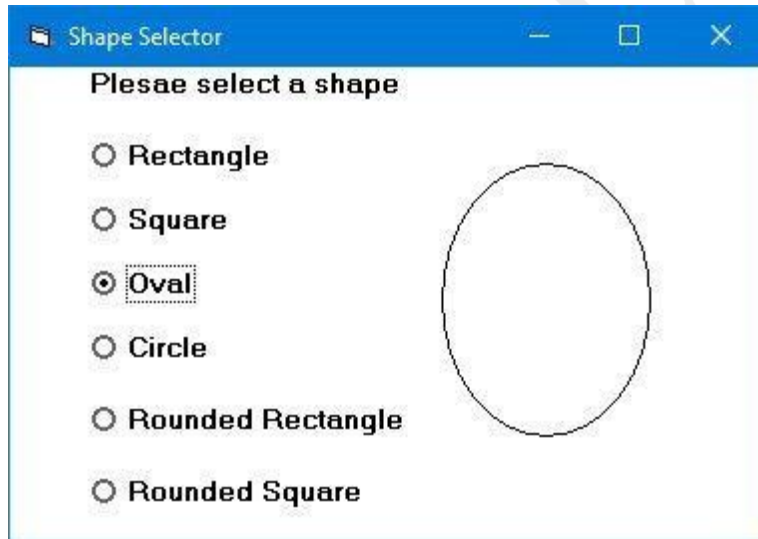 Shape Selector
Plesae select a shape
Rectangle
Square
Oval
Circle
Rounded Rectangle
Rounded Square